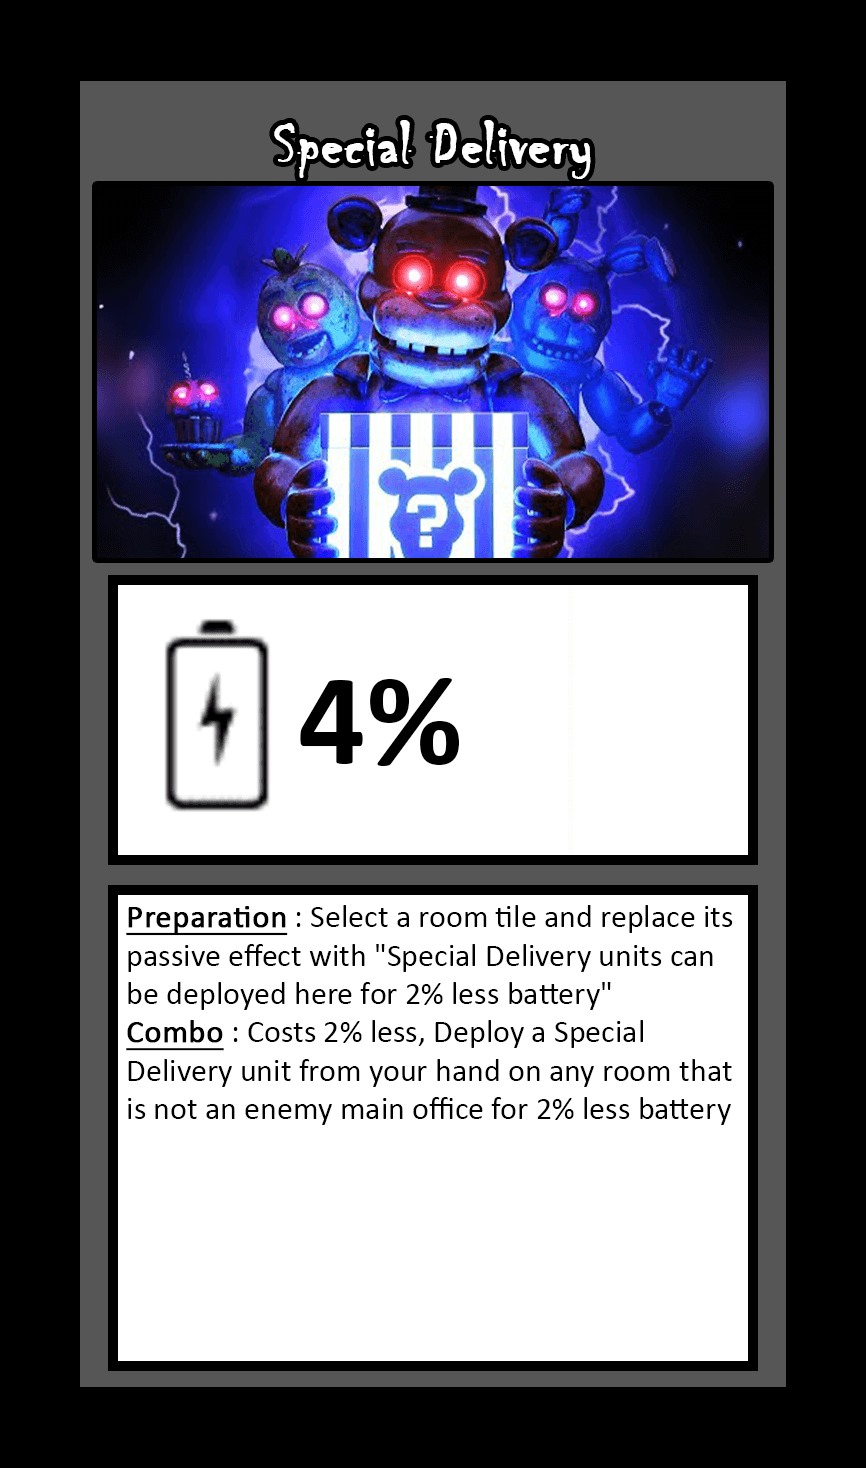 Special Delivery
?
4%
Preparation : Select a room tile and replace its
passive effect with "Special Delivery units can
be deployed here for 2% less battery"
Combo : Costs 2% less, Deploy a Special
Delivery unit from your hand on any room that
is not an enemy main office for 2% less battery